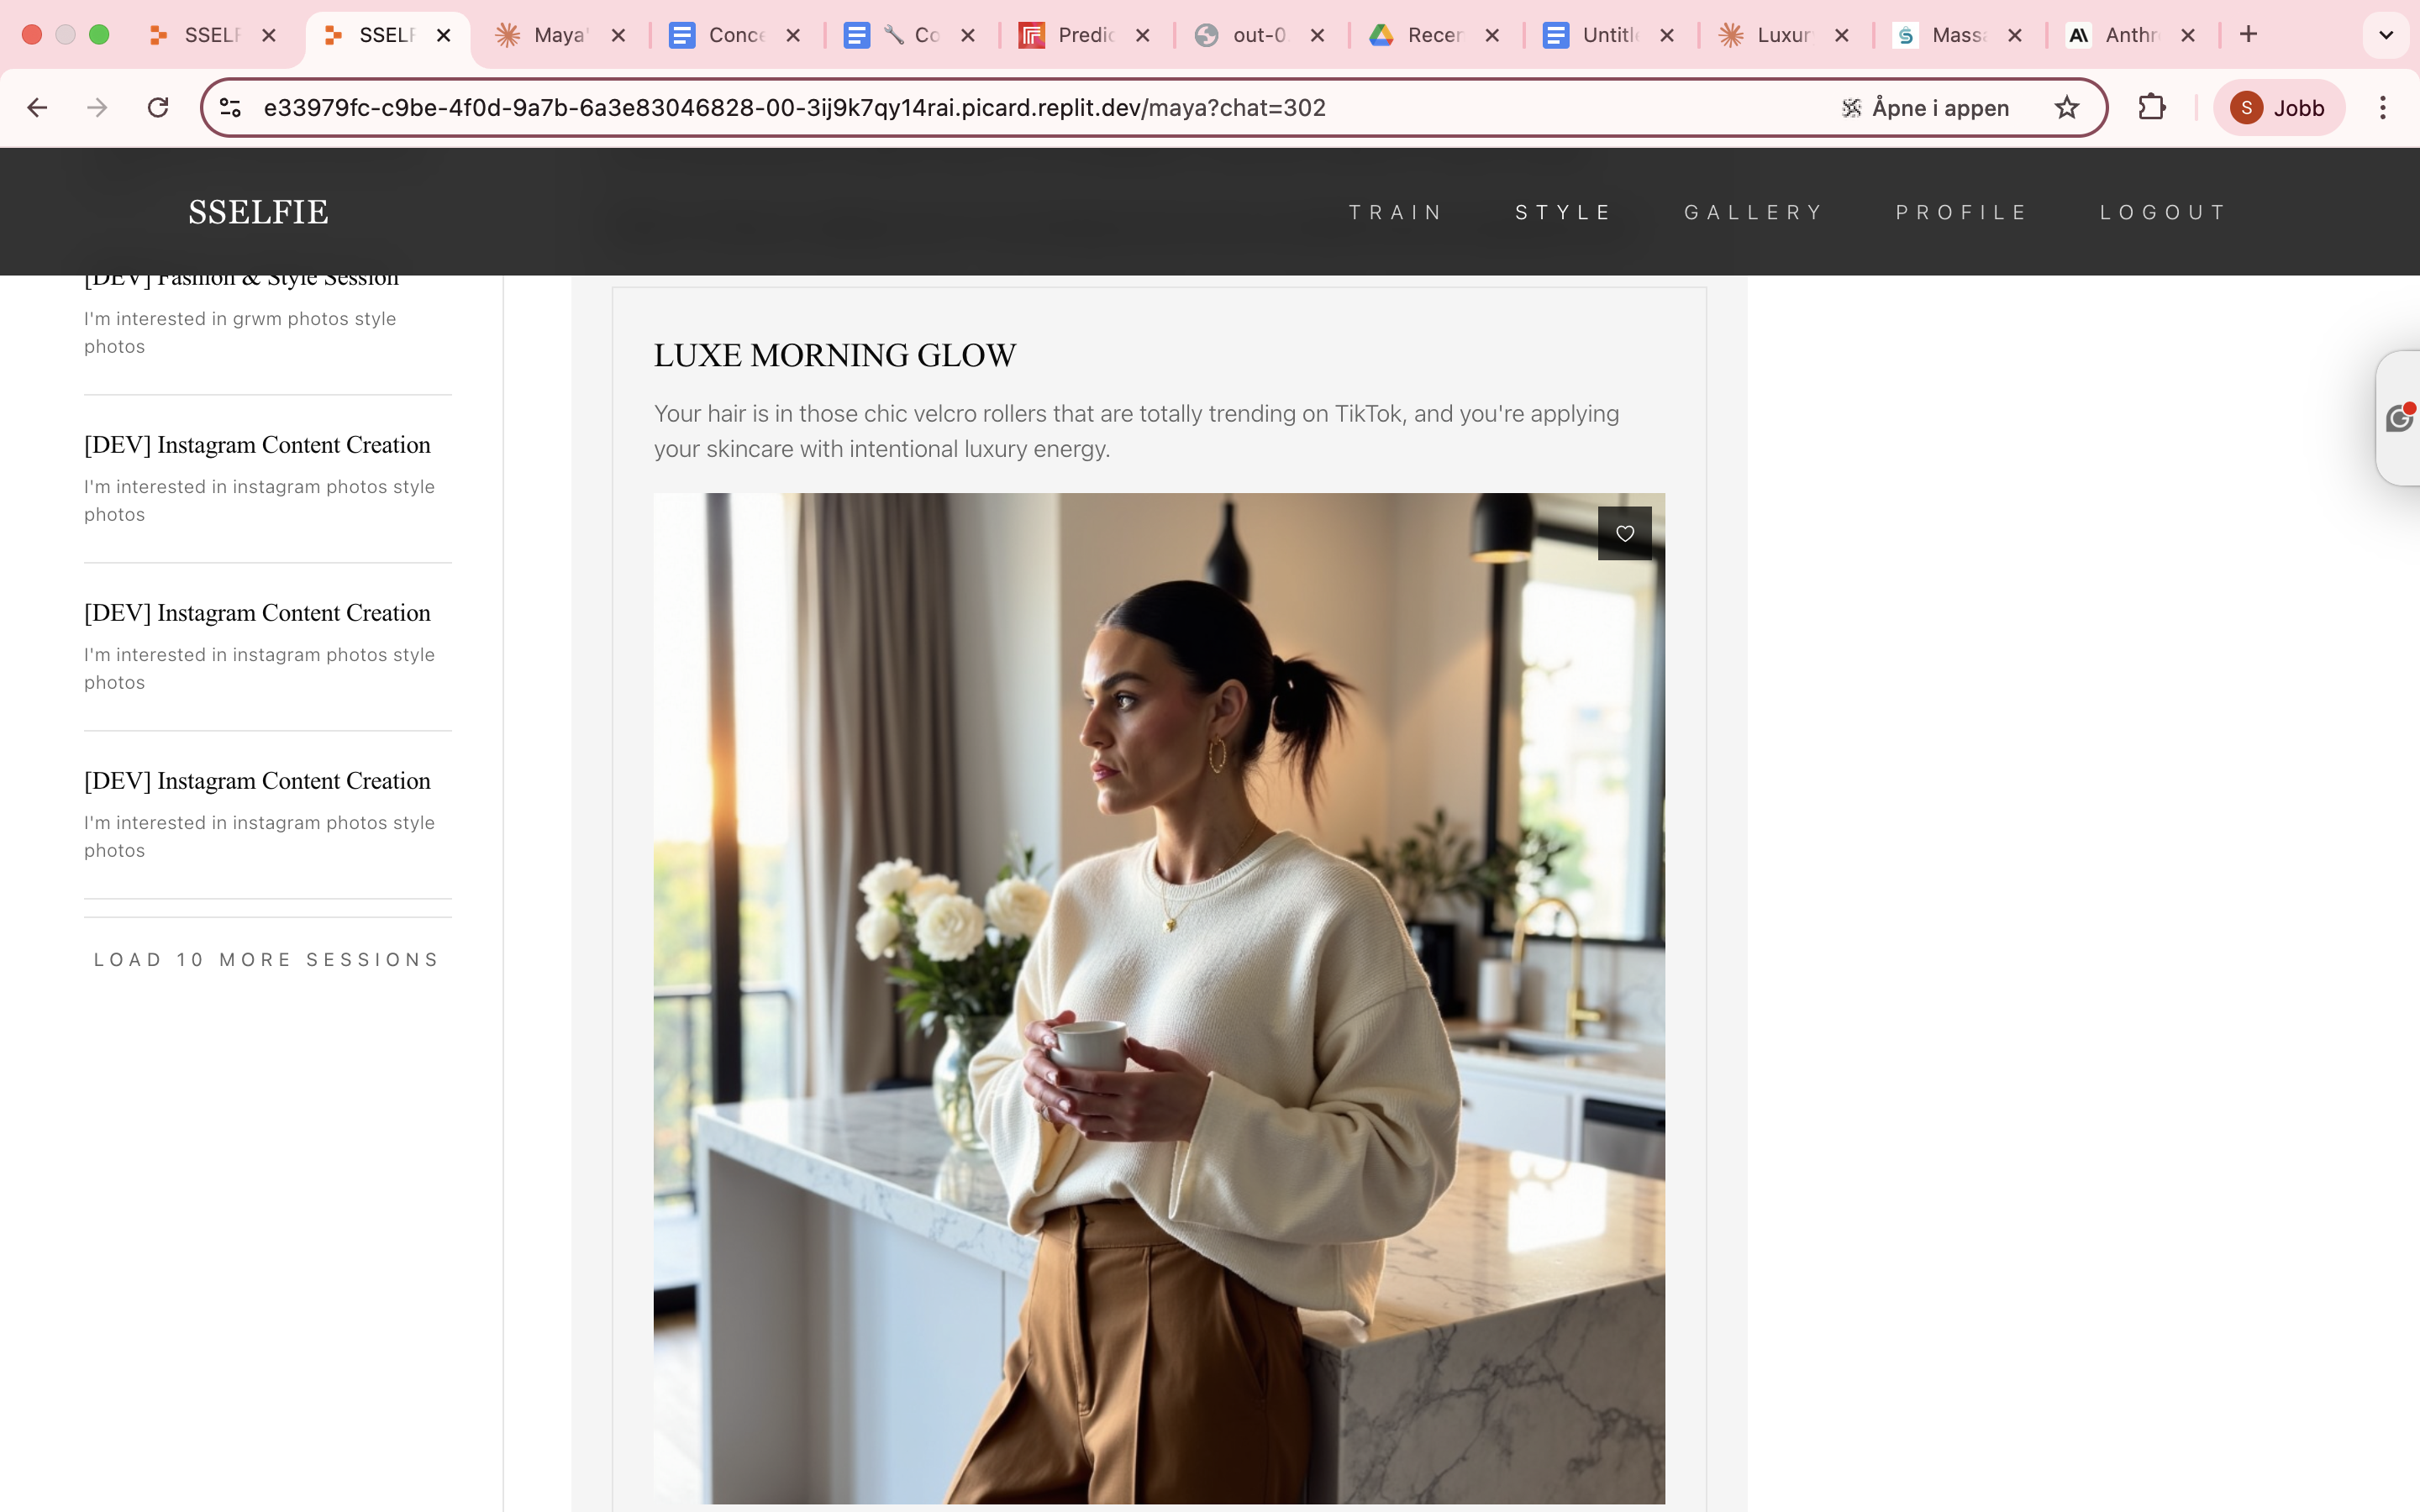 SSELF
SSELF
Maya'
Conce
🔧 Co
Predic
out-0
Recen
Untitl
Luxur
Massa
Anthr
e33979fc-c9be-4f0d-9a7b-6a3e83046828-00-3ij9k7qy14rai.picard.replit.dev/maya?chat=302
Åpne i appen
S
Jobb
SSELFIE
TRAIN
STYLE
GALLERY
PROFILE
LOGOUT
[DEV] Fashion & Style Session
I'm interested in grwm photos style
photos
[DEV] Instagram Content Creation
I'm interested in instagram photos style
photos
[DEV] Instagram Content Creation
I'm interested in instagram photos style
photos
[DEV] Instagram Content Creation
I'm interested in instagram photos style
photos
LOAD 10 MORE SESSIONS
LUXE MORNING GLOW
Your hair is in those chic velcro rollers that are totally trending on TikTok, and you're applying
your skincare with intentional luxury energy.